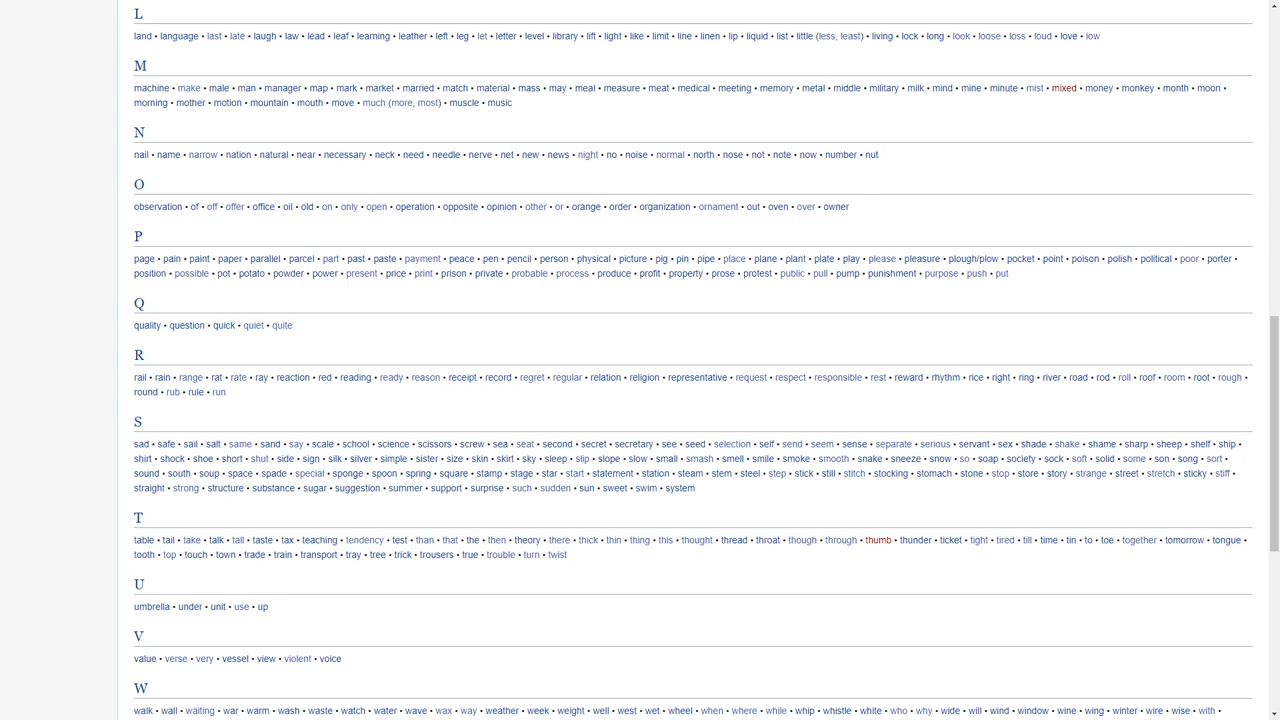 L
land • language • last • late • laugh • law • lead • leaf • learning • leather • left • leg • let • letter • level • library • lift • light • like • limit • line • linen • lip • liquid • list • little (less, least) • living • lock • long • look • loose • loss • loud • love • low
M
machine • make • male • man • manager • map • mark • market • married • match • material • mass • may • meal • measure • meat • medical • meeting • memory • metal • middle • military • milk • mind • mine • minute • mist • mixed • money • monkey • month • moon •
morning • mother • motion • mountain • mouth • move • much (more, most) • muscle • music
N
nail • name • narrow • nation • natural • near • necessary • neck • need • needle • nerve • net • new • news • night • no • noise • normal • north • nose • not • note • now • number • nut
O
observation • of • off • offer • office • oil • old • on • only • open • operation • opposite • opinion • other • or • orange • order • organization • ornament • out • oven • over • owner
P
page • pain • paint • paper • parallel • parcel • part • past • paste • payment • peace • pen • pencil • person • physical • picture • pig • pin • pipe • place • plane • plant • plate • play • please • pleasure • plough/plow • pocket • point • poison • polish • political • poor • porter •
position • possible • pot • potato • powder • power • present • price • print • prison • private • probable • process • produce • profit • property • prose • protest • public • pull • pump • punishment • purpose • push • put
Q
quality • question • quick • quiet • quite
R
rail • rain • range • rat • rate • ray • reaction • red • reading • ready • reason • receipt • record • regret • regular • relation • religion • representative • request • respect • responsible • rest • reward • rhythm • rice • right • ring • river • road • rod • roll • roof • room • root • rough •
round • rub • rule • run
S
sad • safe • sail • salt • same • sand • say • scale • school • science • scissors • screw • sea • seat • second • secret • secretary • see • seed • selection • self • send • seem • sense • separate • serious • servant • sex • shade • shake • shame • sharp • sheep • shelf • ship •
shirt • shock • shoe • short • shut • side • sign • silk • silver • simple • sister • size • skin • skirt • sky • sleep • slip • slope • slow • small • smash • smell • smile • smoke • smooth • snake • sneeze • snow • so • soap • society • sock • soft • solid • some • son • song • sort •
sound • south • soup • space • spade • special • sponge • spoon • spring • square • stamp • stage • star • start • statement • station • steam • stem • steel • step • stick • still • stitch • stocking • stomach • stone • stop • store • story • strange • street • stretch • sticky • stiff •
straight • strong • structure • substance • sugar • suggestion • summer • support • surprise • such • sudden • sun • sweet • swim • system
T
table • tail • take • talk • tall • taste • tax • teaching • tendency • test • than • that • the • then • theory • there • thick • thin • thing • this • thought • thread • throat • though • through • thumb • thunder • ticket • tight • tired • till • time • tin • to • toe • together • tomorrow • tongue •
tooth • top • touch • town • trade • train • transport • tray • tree • trick • trousers • true • trouble • turn • twist
U
umbrella • under • unit • use • up
V
value • verse • very • vessel • view • violent • voice
W
walk • wall • waiting • war • warm • wash • waste • watch • water • wave • wax • way • weather • week • weight • well • west • wet • wheel • when • where • while • whip • whistle • white • who • why • wide • will • wind • window • wine • wing • winter • wire • wise • with •